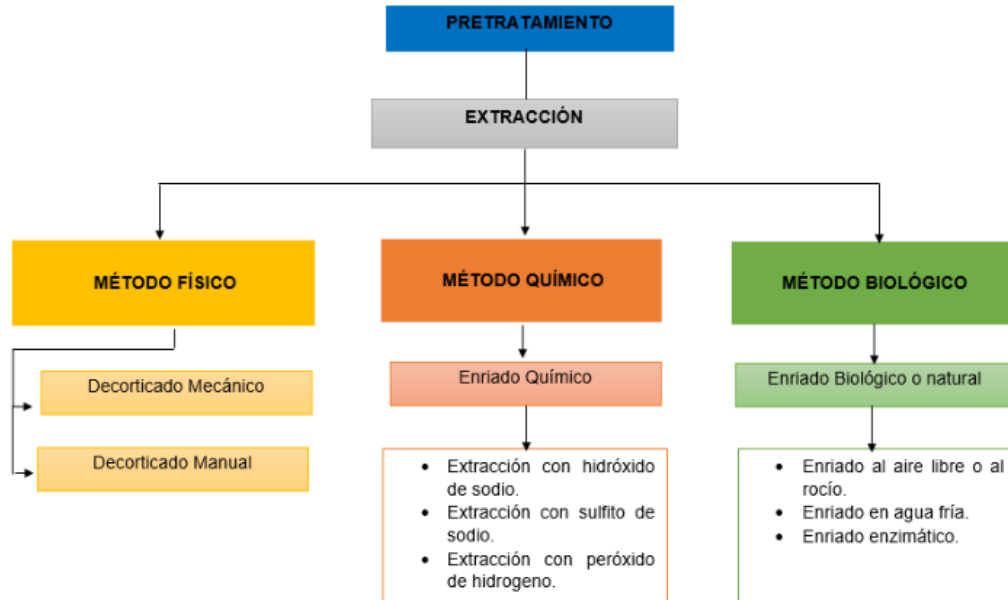 PRETRATAMIENTO
EXTRACCIÓN
MÉTODO FÍSICO
Decorticado Mecánico
Decorticado Manual
MÉTODO QUÍMICO
Enriado Químico
• Extracción con hidróxido
de sodio.
• Extracción con sulfito de
sodio.
• Extracción con peróxido
de hidrogeno.
MÉTODO BIOLÓGICO
Enriado Biológico o natural
• Enriado al aire libre o al
rocío.
• Enriado en agua fría.
• Enriado enzimático.